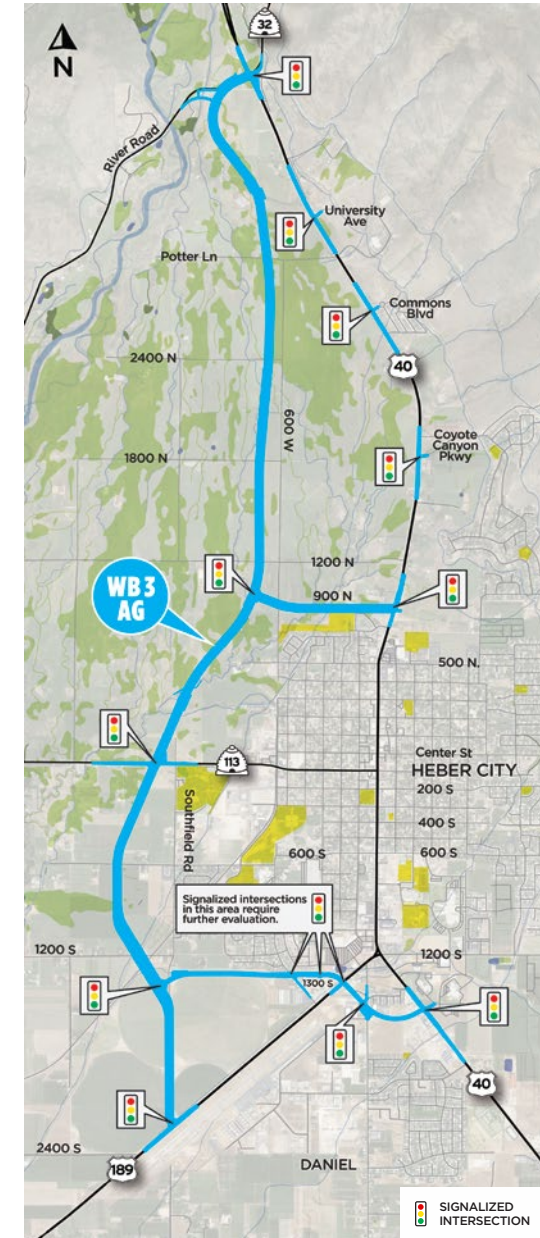 32
N
River Road
University
Ave
Potter Ln
Commons
Blvd
2400 N
40
600 W
Coyote
Canyon
Pkwy
1800 N
1200 N
WB 3
AG
900 N
500 N.
Center St
113
HEBER CITY
200 S
Southfield Rd
400 S
600 S
600 S
Signalized intersections
in this area require
further evaluation.
1200 S
1200 S
1300 S
40
2400 S
DANIEL
189
SIGNALIZED
INTERSECTION